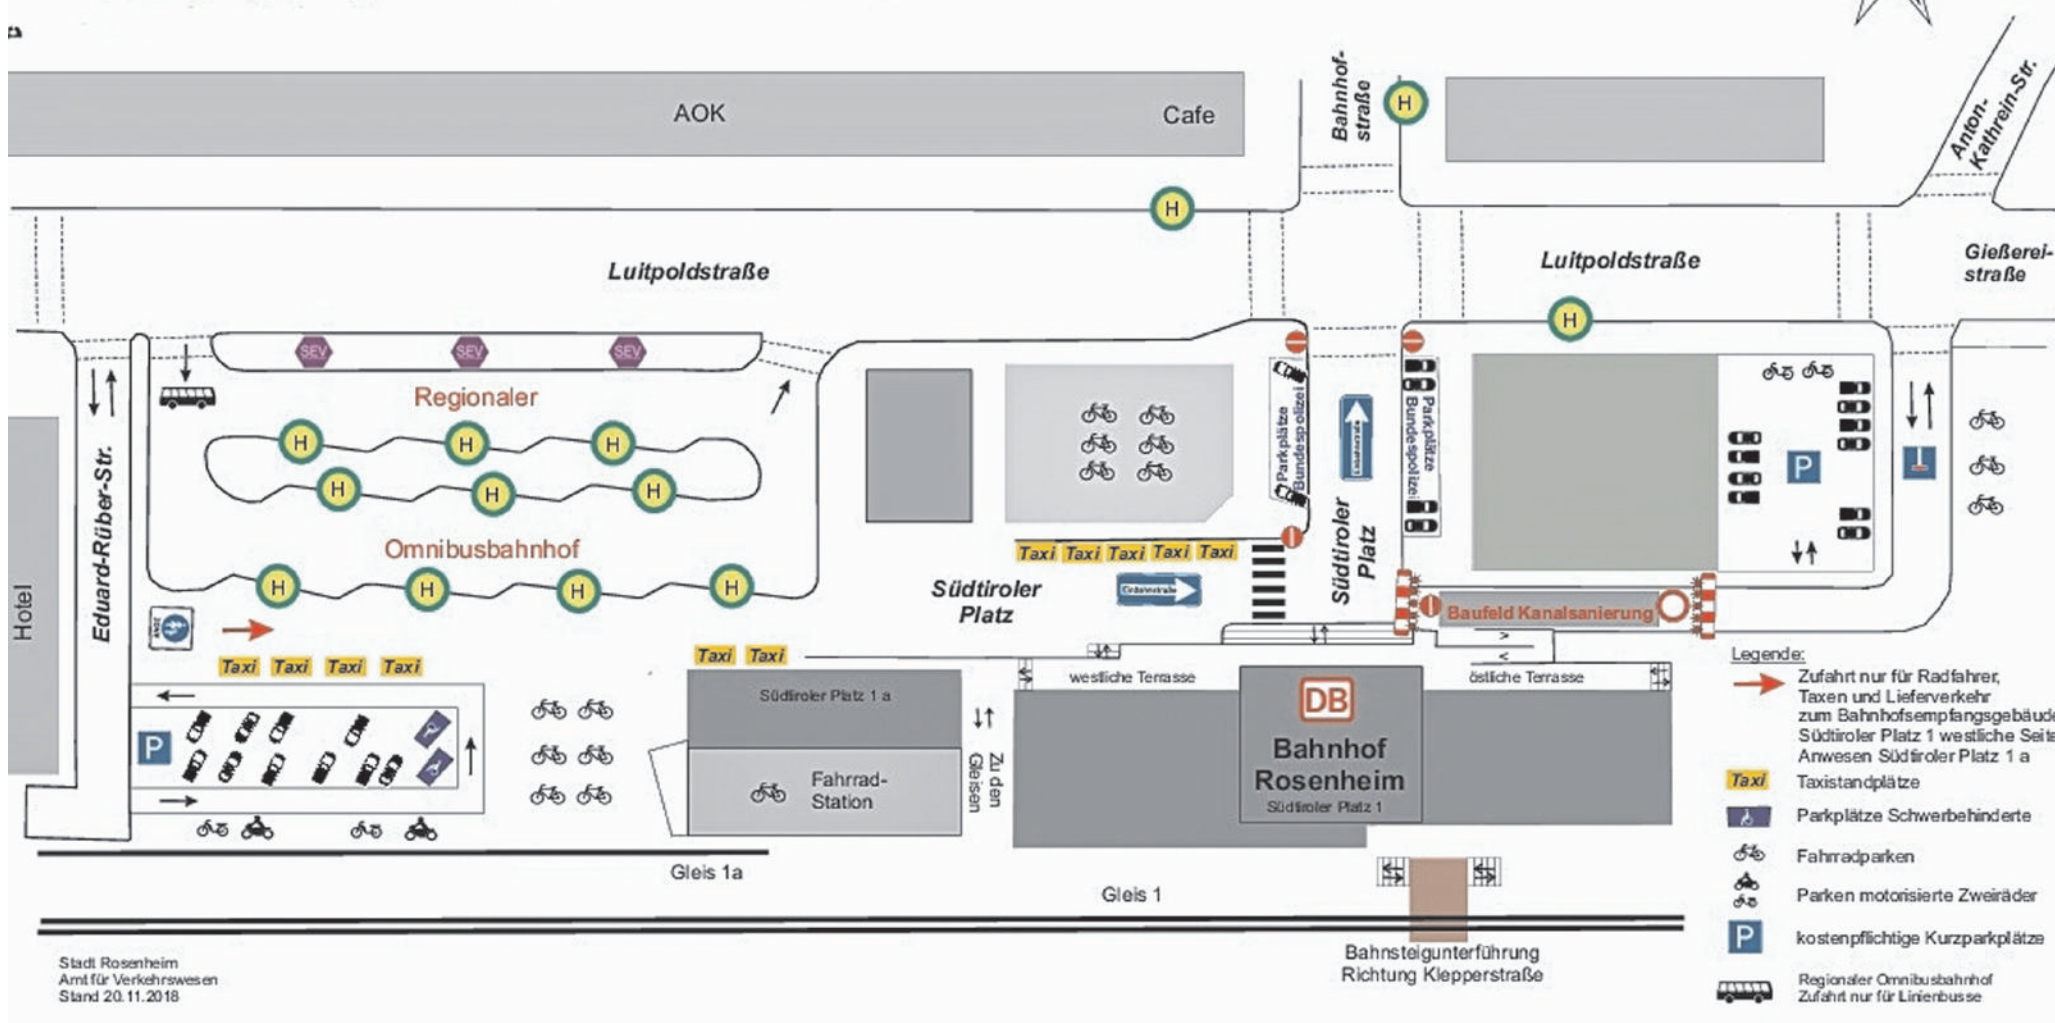 AOK
Cafe
Bahnhof-
straße
H
Anton-
Kathrein-Str.
H
Luitpoldstraße
Luitpoldstraße
Gießerei-
straße
H
SEV
SEV
SEV
Regionaler
H
H
H
H
H
H
Omnibusbahnhof
H
H
H
H
Eduard-Rüber-Str.
Hotel
ZONE
Parkplätze
Bundespolizei
Einbahnstraße
Parkplätze
Bundespolizei
P
Südtiroler
Platz
Taxi
Taxi
Taxi
Taxi
Taxi
Einbahnstraße
Südtiroler
Platz
Baufeld Kanalsanierung
Taxi
Taxi
Taxi
Taxi
Taxi
Taxi
Südtiroler Platz 1 a
westliche Terrasse
östliche Terrasse
P
Zu den
Gleisen
Fahrrad-
Station
DB
Bahnhof
Rosenheim
Südtiroler Platz 1
Gleis 1a
Gleis 1
Bahnsteigunterführung
Richtung Klepperstraße
Stadt Rosenheim
Amt für Verkehrswesen
Stand 20.11.2018
Legende:
Zufahrt nur für Radfahrer,
Taxen und Lieferverkehr
zum Bahnhofsempfangsgebäude
Südtiroler Platz 1 westliche Seite
Anwesen Südtiroler Platz 1 a
Taxi
Taxistandplätze
Parkplätze Schwerbehinderte
Fahrradparken
Parken motorisierte Zweiräder
P
kostenpflichtige Kurzparkplätze
Regionaler Omnibusbahnhof
Zufahrt nur für Linienbusse